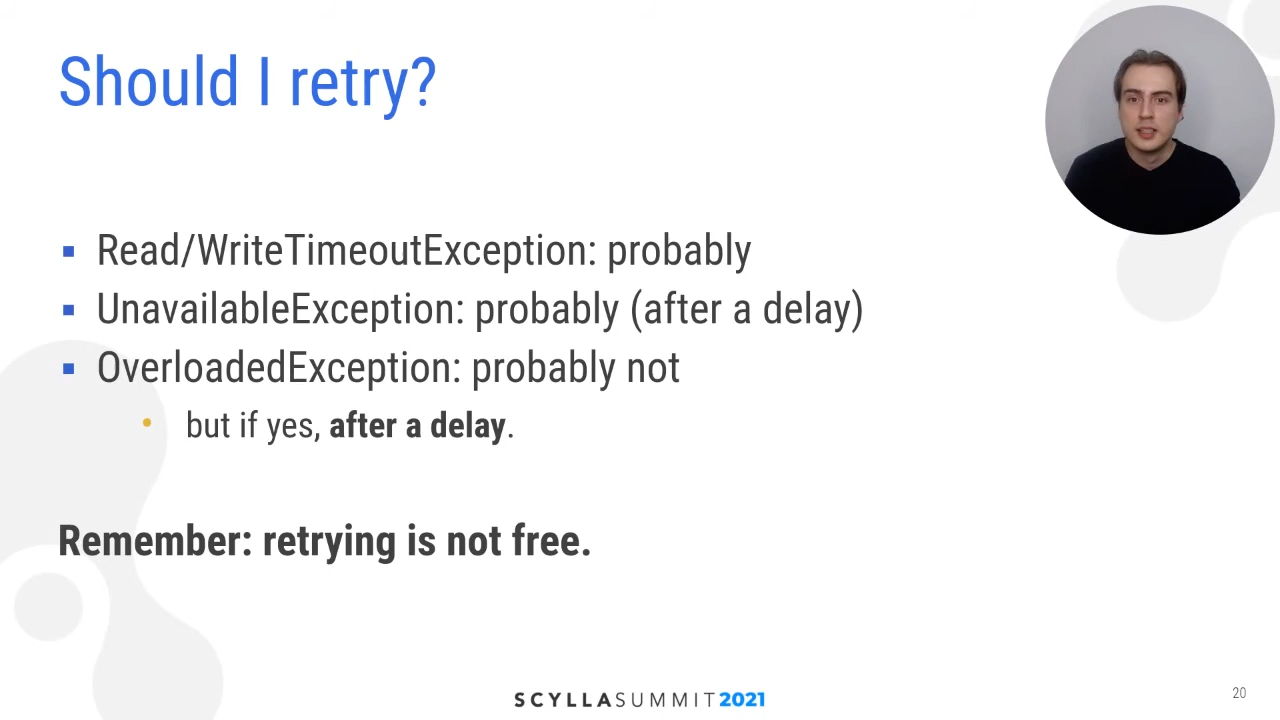 Should I retry?
Read/WriteTimeoutException: probably
UnavailableException: probably (after a delay)
OverloadedException: probably not
but if yes, after a delay.
Remember: retrying is not free.
SCYLLASUMMIT2021
20